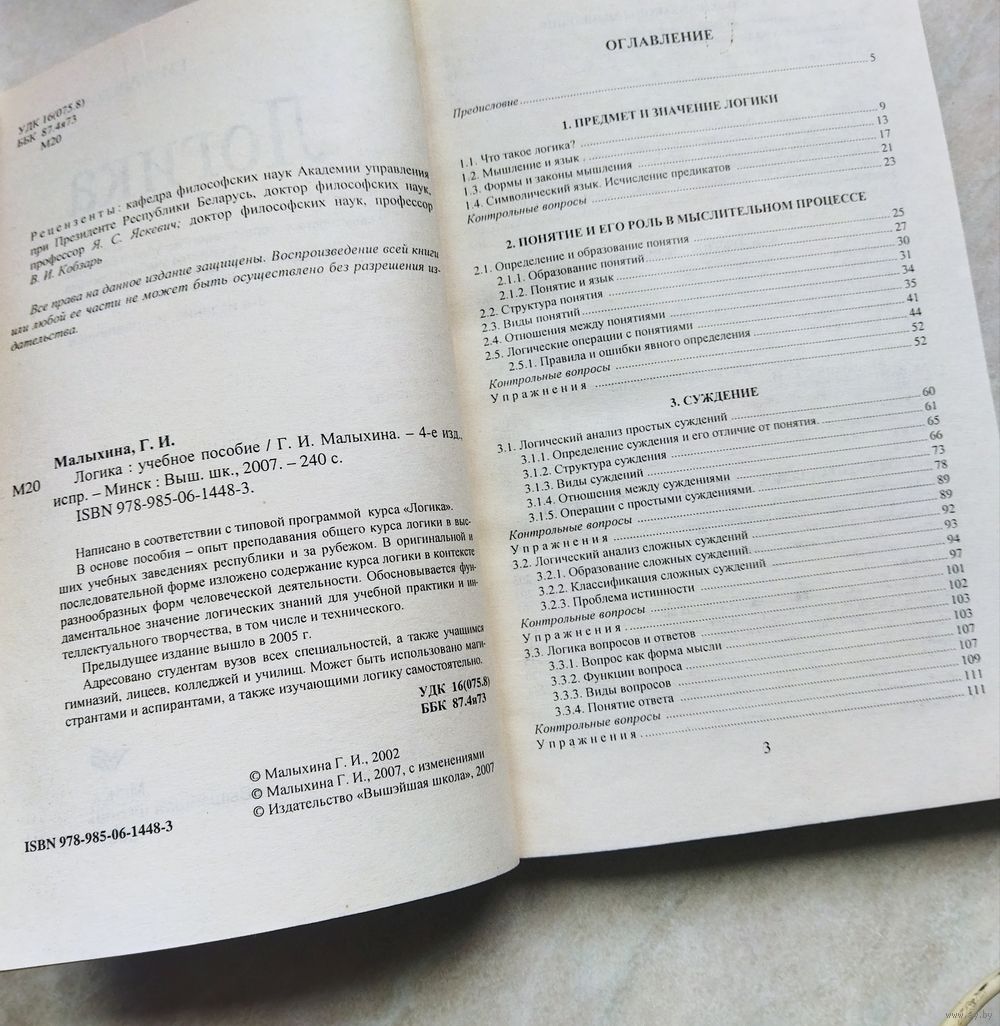 УДК 16(075.8)
ББК 87.4я73
М20
Рецензенты: кафедра философских наук Академии управления
при Президенте Республики Беларусь, доктор философских наук,
профессор Я. С. Яскевич; доктор философских наук, профессор
В. И. Кобзарь
Все права на данное издание защищены. Воспроизведение всей книги
или любой ее части не может быть осуществлено без разрешения из-
дательства.
Малыхина, Г. И.
М20 Логика : учебное пособие / Г. И. Малыхина. – 4-е изд.,
испр. – Минск : Выш. шк., 2007. – 240 с.
ISBN 978-985-06-1448-3.
Написано в соответствии с типовой программой курса «Логика».
В основе пособия – опыт преподавания общего курса логики в выс-
ших учебных заведениях республики и за рубежом. В оригинальной и
последовательной форме изложено содержание курса логики в контексте
разнообразных форм человеческой деятельности. Обосновывается фун-
даментальное значение логических знаний для учебной практики и ин-
теллектуального творчества, в том числе и технического.
Предыдущее издание вышло в 2005 г.
Адресовано студентам вузов всех специальностей, а также учащимся
гимназий, лицеев, колледжей и училищ. Может быть использовано маги-
странтами и аспирантами, а также изучающими логику самостоятельно.
УДК 16(075.8)
ББК 87.4я73
© Малыхина Г. И., 2002
© Малыхина Г. И., 2007, с изменениями
© Издательство «Вышэйшая школа», 2007
ISBN 978-985-06-1448-3
ОГЛАВЛЕНИЕ
Предисловие 5
1. ПРЕДМЕТ И ЗНАЧЕНИЕ ЛОГИКИ
1.1. Что такое логика? 9
1.2. Мышление и язык 13
1.3. Формы и законы мышления 17
1.4. Символический язык. Исчисление предикатов 21
Контрольные вопросы 23
2. ПОНЯТИЕ И ЕГО РОЛЬ В МЫСЛИТЕЛЬНОМ ПРОЦЕССЕ
2.1. Определение и образование понятия 25
2.1.1. Образование понятий 27
2.1.2. Понятие и язык 30
2.2. Структура понятия 31
2.3. Виды понятий 34
2.4. Отношения между понятиями 35
2.5. Логические операции с понятиями 41
2.5.1. Правила и ошибки явного определения 44
Контрольные вопросы 52
Упражнения 52
3. СУЖДЕНИЕ
3.1. Логический анализ простых суждений 60
3.1.1. Определение суждения и его отличие от понятия 61
3.1.2. Структура суждения 65
3.1.3. Виды суждений 66
3.1.4. Отношения между суждениями 73
3.1.5. Операции с простыми суждениями 78
Контрольные вопросы 89
Упражнения 89
3.2. Логический анализ сложных суждений 92
3.2.1. Образование сложных суждений 93
3.2.2. Классификация сложных суждений 94
3.2.3. Проблема истинности 97
Контрольные вопросы 101
Упражнения 102
3.3. Логика вопросов и ответов 103
3.3.1. Вопрос как форма мысли 103
3.3.2. Функции вопроса 107
3.3.3. Виды вопросов 107
3.3.4. Понятие ответа 109
Контрольные вопросы 111
Упражнения 111
3